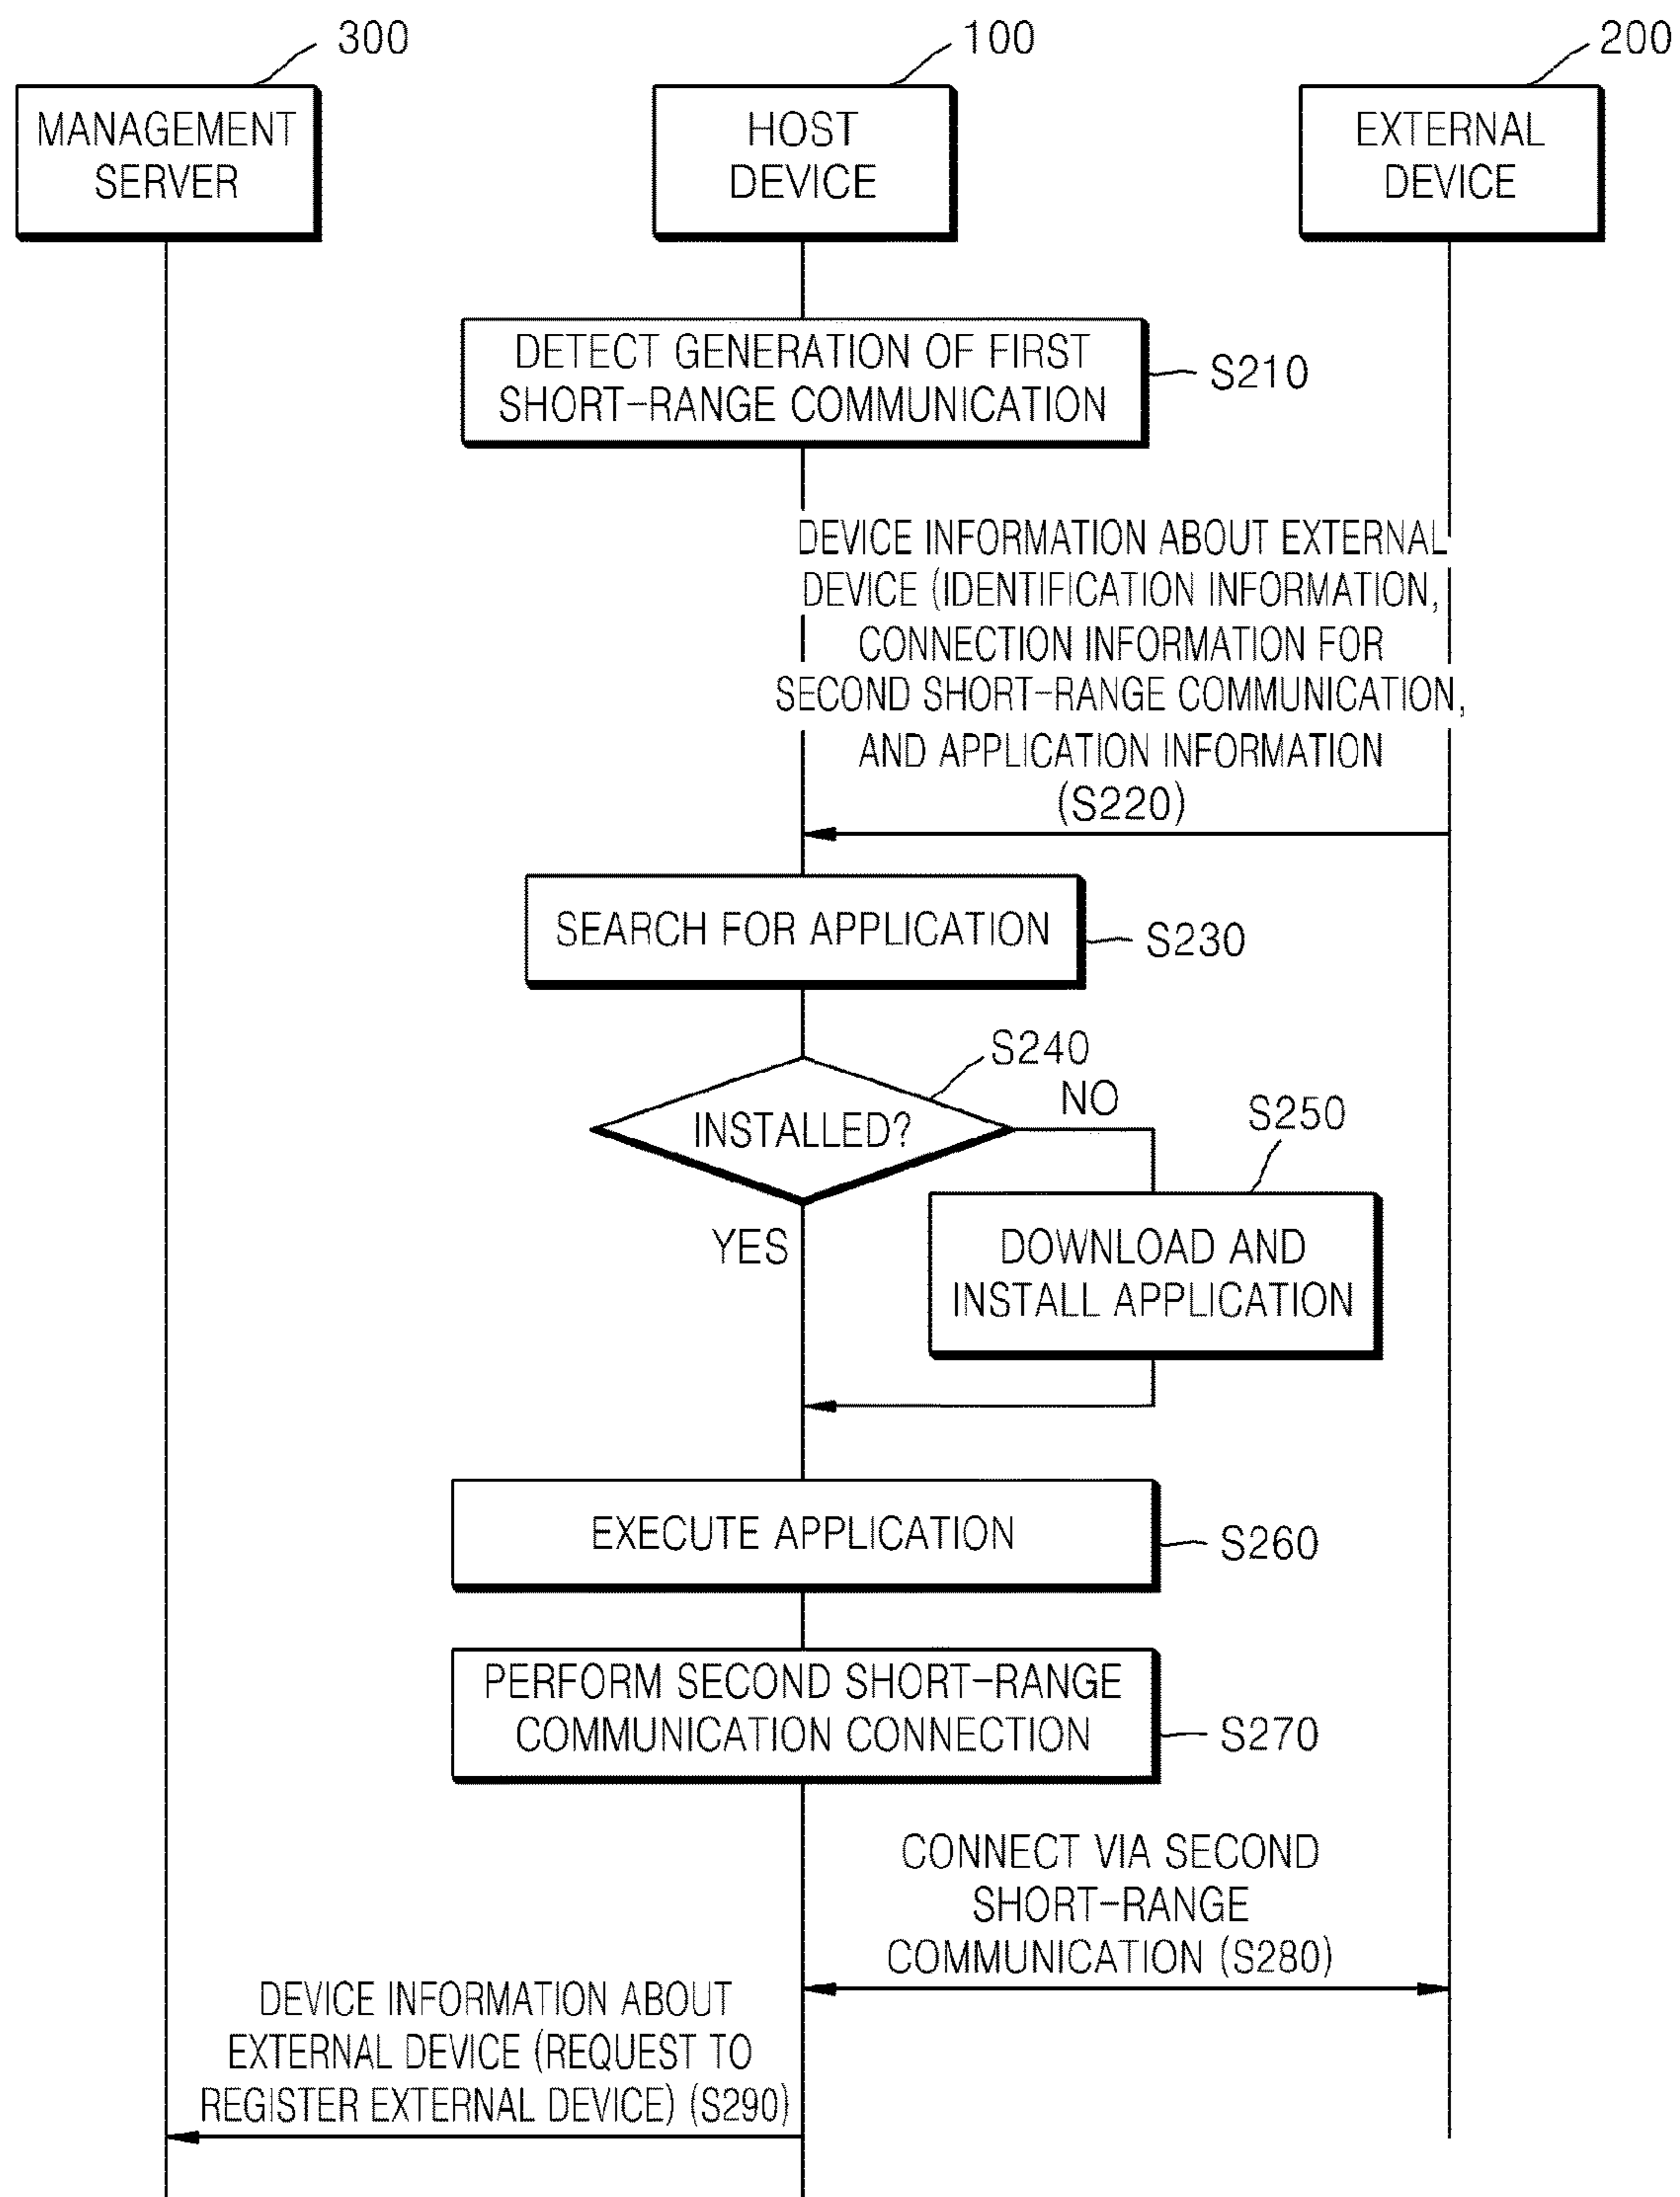 300
100
200
MANAGEMENT
SERVER
HOST
DEVICE
EXTERNAL
DEVICE
DETECT GENERATION OF FIRST
SHORT-RANGE COMMUNICATION
S210
DEVICE INFORMATION ABOUT EXTERNAL
DEVICE (IDENTIFICATION INFORMATION,
CONNECTION INFORMATION FOR
SECOND SHORT-RANGE COMMUNICATION,
AND APPLICATION INFORMATION
(S220)
SEARCH FOR APPLICATION
S230
S240
INSTALLED?
NO
YES
S250
DOWNLOAD AND
INSTALL APPLICATION
EXECUTE APPLICATION
S260
PERFORM SECOND SHORT-RANGE
COMMUNICATION CONNECTION
S270
CONNECT VIA SECOND
SHORT-RANGE
COMMUNICATION (S280)
DEVICE INFORMATION ABOUT
EXTERNAL DEVICE (REQUEST TO
REGISTER EXTERNAL DEVICE) (S290)